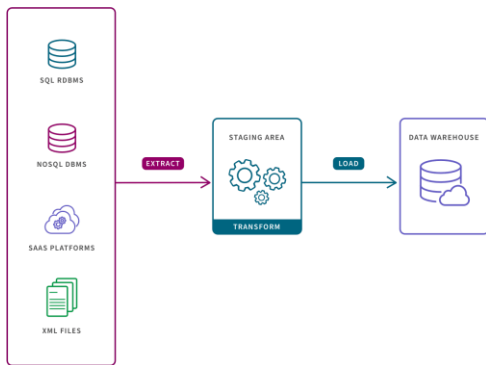 SQL RDBMS
NOSQL DBMS
SAAS PLATFORMS
XML FILES
EXTRACT
STAGING AREA
TRANSFORM
LOAD
DATA WAREHOUSE